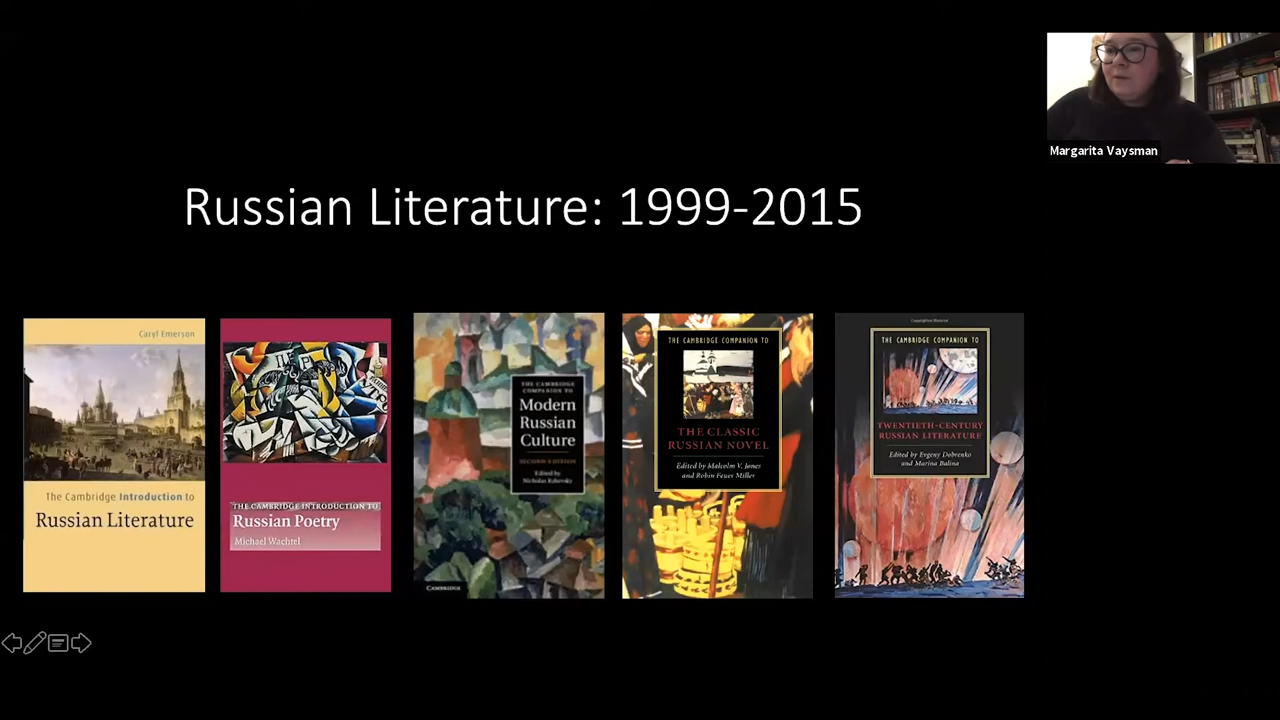 Margarita Vaysman
Russian Literature: 1999-2015
Caryl Emerson
The Cambridge Introduction to
Russian Literature
THE CAMBRIDGE INTRODUCTION TO
Russian Poetry
Michael Wachtel
THE CAMBRIDGE
COMPANION TO
Modern
Russian
Culture
SECOND EDITION
Edited by
Nicholas Rzhevsky
CAMBRIDGE
THE CAMBRIDGE COMPANION TO
THE CLASSIC
RUSSIAN NOVEL
Edited by Malcolm V. Jones
and Robin Feuer Miller
Copyrighted Material
THE CAMBRIDGE COMPANION TO
TWENTIETH-CENTURY
RUSSIAN LITERATURE
Edited by Evgeny Dobrenko
and Marina Balina